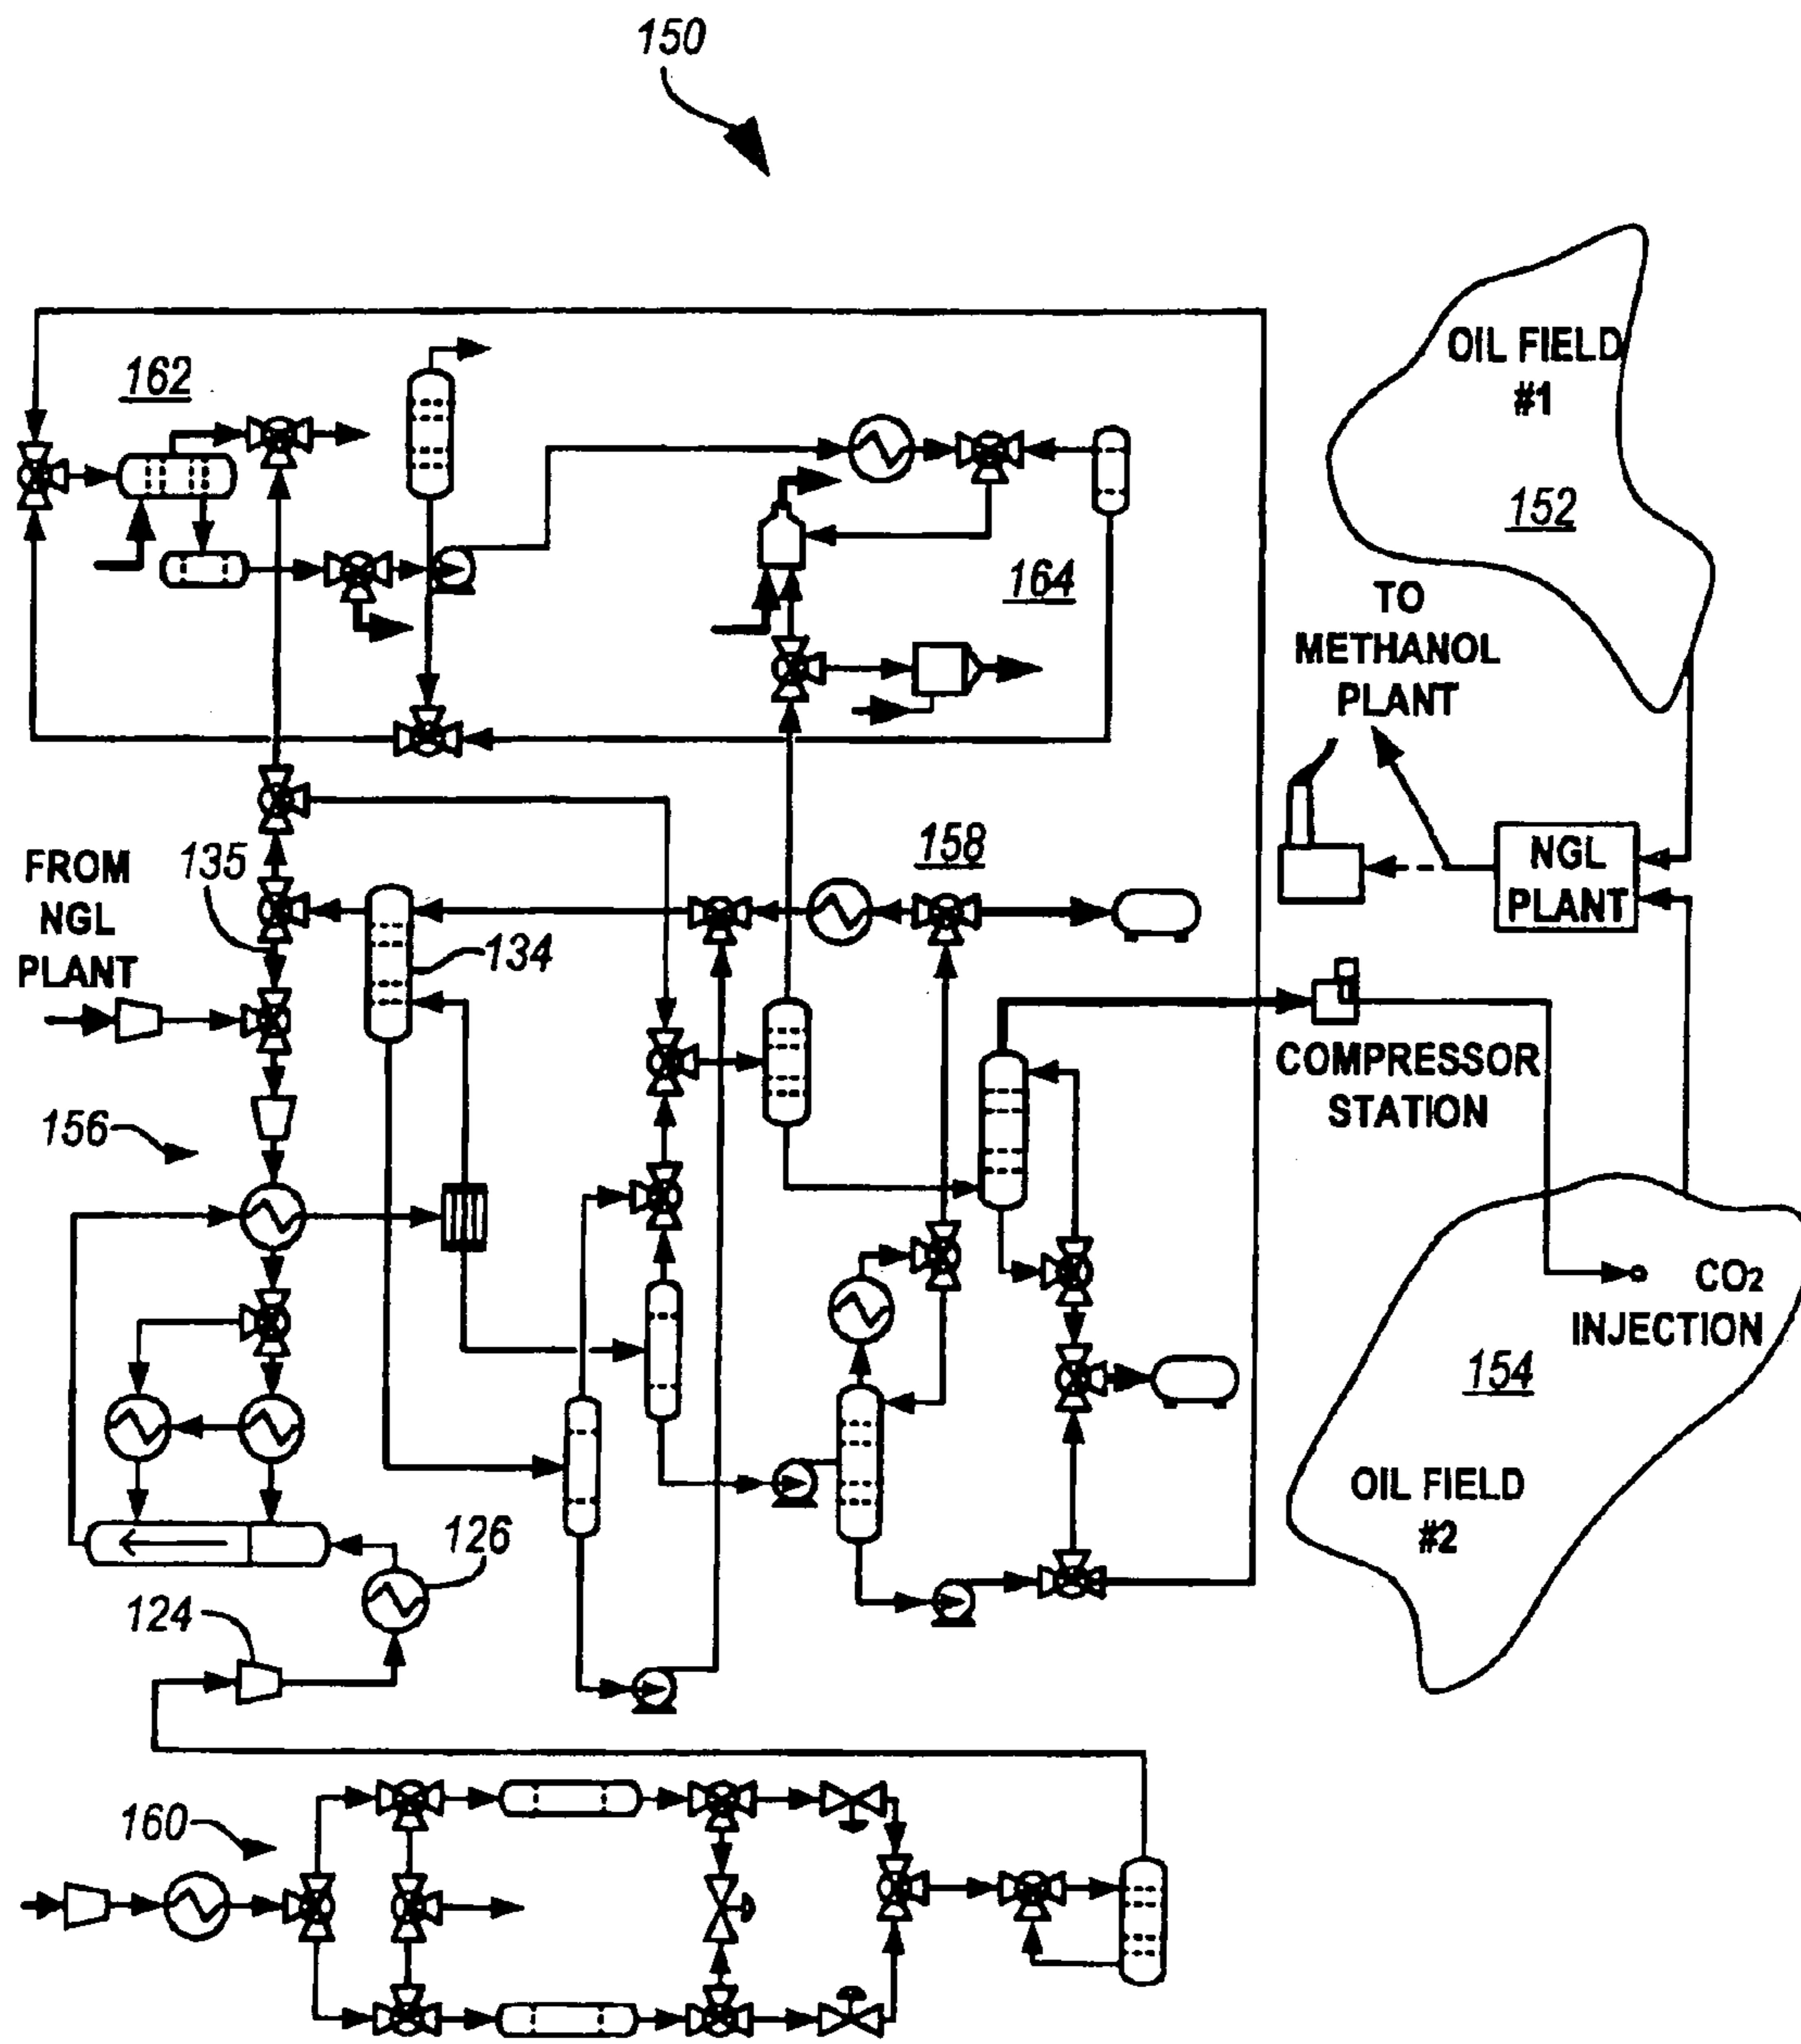 150
OIL FIELD
#1
152
162
164
TO
METHANOL
PLANT
158
NGL
PLANT
FROM
NGL
PLANT
135
134
COMPRESSOR
STATION
156
CO2
INJECTION
154
OIL FIELD
#2
126
124
160